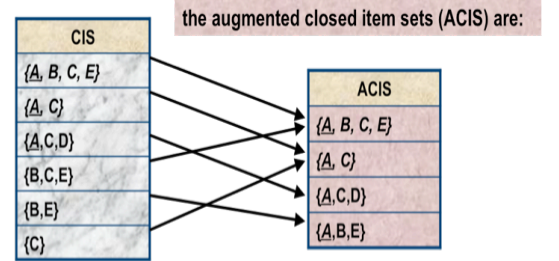 the augmented closed item sets (ACIS) are:
CIS
{A, B, C, E}
{A, C}
{A,C,D}
{B,C,E}
{B,E}
{C}
ACIS
{A, B, C, E}
{A, C}
{A,C,D}
{A,B,E}